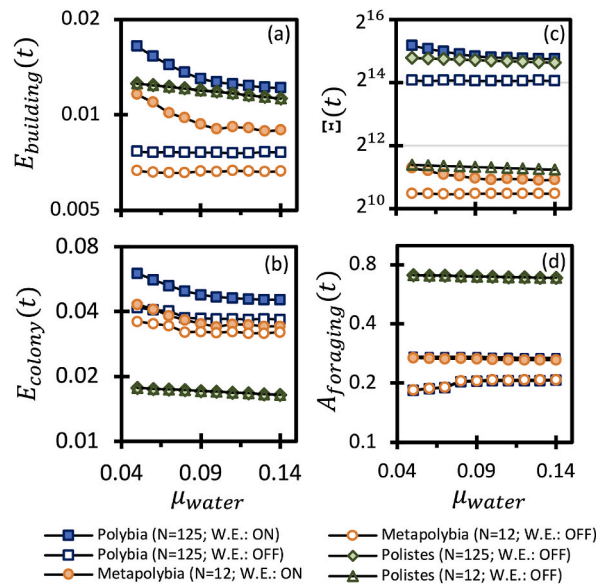 (a)
E_building(t)
0.02
0.01
0.005
(c)
Ξ(t)
2^16
2^14
2^12
2^10
(b)
E_colony(t)
0.08
0.04
0.02
0.01
0.04 0.09 0.14
μ_water
(d)
A_foraging(t)
0.8
0.4
0.2
0.1
0.04 0.09 0.14
μ_water
Polybia (N=125; W.E.: ON)
Polybia (N=125; W.E.: OFF)
Metapolybia (N=12; W.E.: ON
Metapolybia (N=12; W.E.: OFF)
Polistes (N=125; W.E.: OFF)
Polistes (N=12; W.E.: OFF)